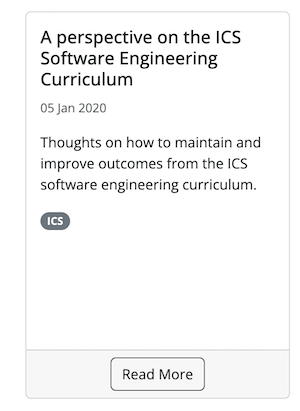 A perspective on the ICS
Software Engineering
Curriculum
05 Jan 2020
Thoughts on how to maintain and
improve outcomes from the ICS
software engineering curriculum.
ICS
Read More